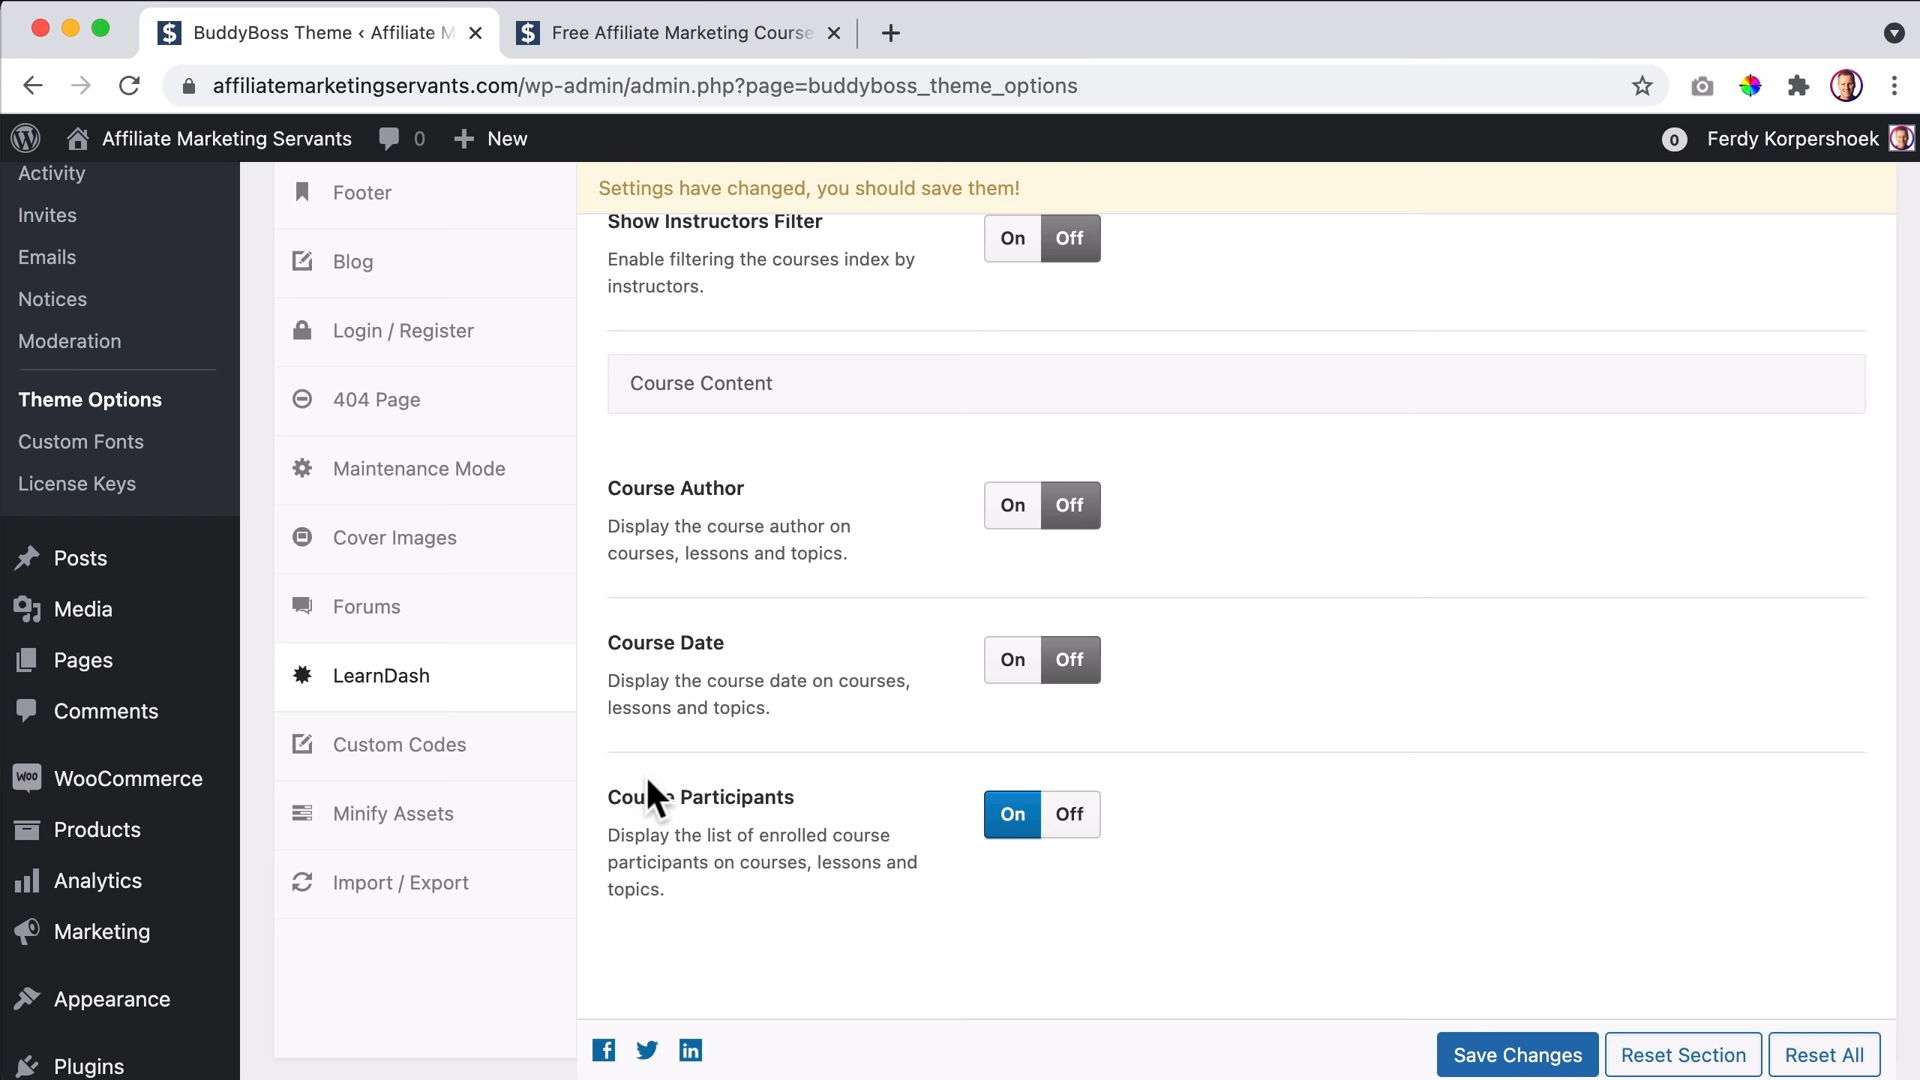 BuddyBoss Theme ‹ Affiliate M
Free Affiliate Marketing Course
affiliatemarketingservants.com/wp-admin/admin.php?page=buddyboss_theme_options
Affiliate Marketing Servants
0
New
0
Ferdy Korpershoek
Activity
Invites
Emails
Notices
Moderation
Theme Options
Custom Fonts
License Keys
Posts
Media
Pages
Comments
WooCommerce
Products
Analytics
Marketing
Appearance
Plugins
Footer
Blog
Login / Register
404 Page
Maintenance Mode
Cover Images
Forums
LearnDash
Custom Codes
Minify Assets
Import / Export
Settings have changed, you should save them!
Show Instructors Filter
On Off
Enable filtering the courses index by
instructors.
Course Content
Course Author
On Off
Display the course author on
courses, lessons and topics.
Course Date
On Off
Display the course date on courses,
lessons and topics.
Course Participants
On Off
Display the list of enrolled course
participants on courses, lessons and
topics.
Save Changes
Reset Section
Reset All